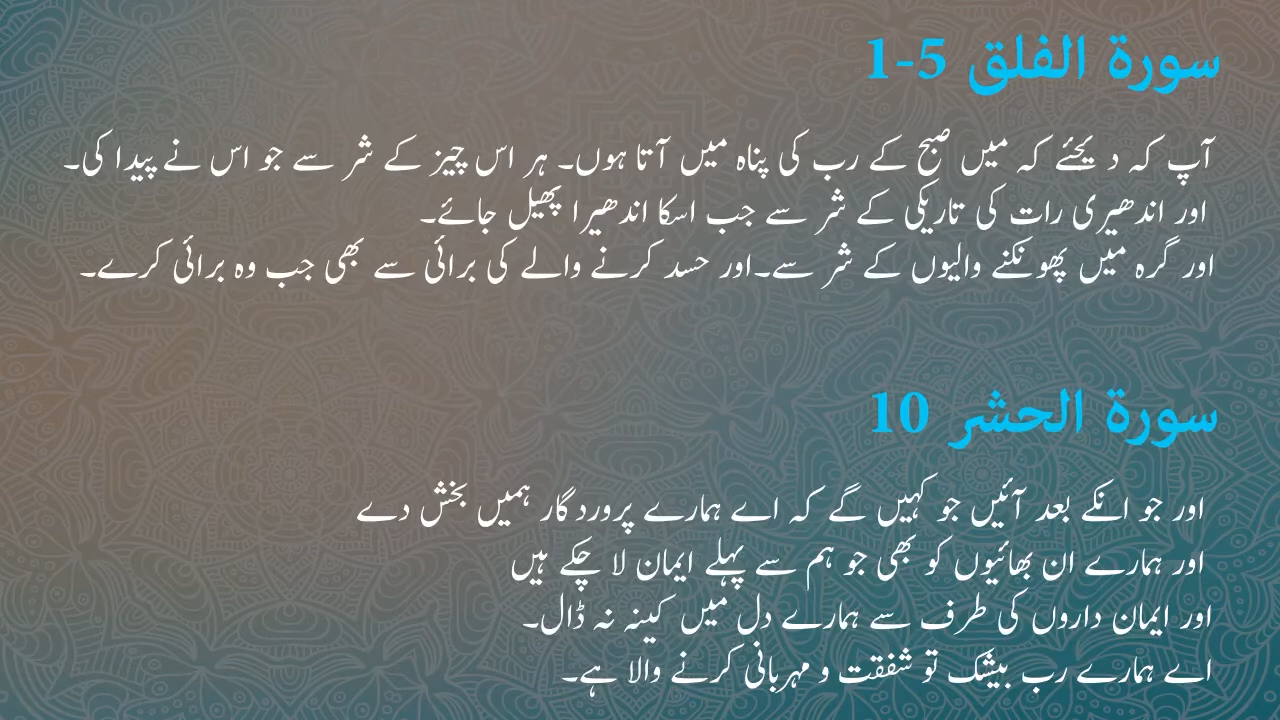 سورة الفلق 1-5
آپ کہ دیجئے کہ میں صبح کے رب کی پناہ میں آتا ہوں۔ ہر اس چیز کے شر سے جو اس نے پیدا کی۔
اور اندھیری رات کی تاریکی کے شر سے جب اسکا اندھیرا پھیل جائے۔
اور گرہ میں پھونکنے والیوں کے شر سے۔اور حسد کرنے والے کی برائی سے بھی جب وہ برائی کرے۔
سورة الحشر 10
اور جو انکے بعد آئیں جو کہیں گے کہ اے ہمارے پروردگار ہمیں بخش دے
اور ہمارے ان بھائیوں کو بھی جو ہم سے پہلے ایمان لا چکے ہیں
اور ایمان داروں کی طرف سے ہمارے دل میں کینہ نہ ڈال۔
اے ہمارے رب بیشک تو شفقت و مہربانی کرنے والا ہے۔